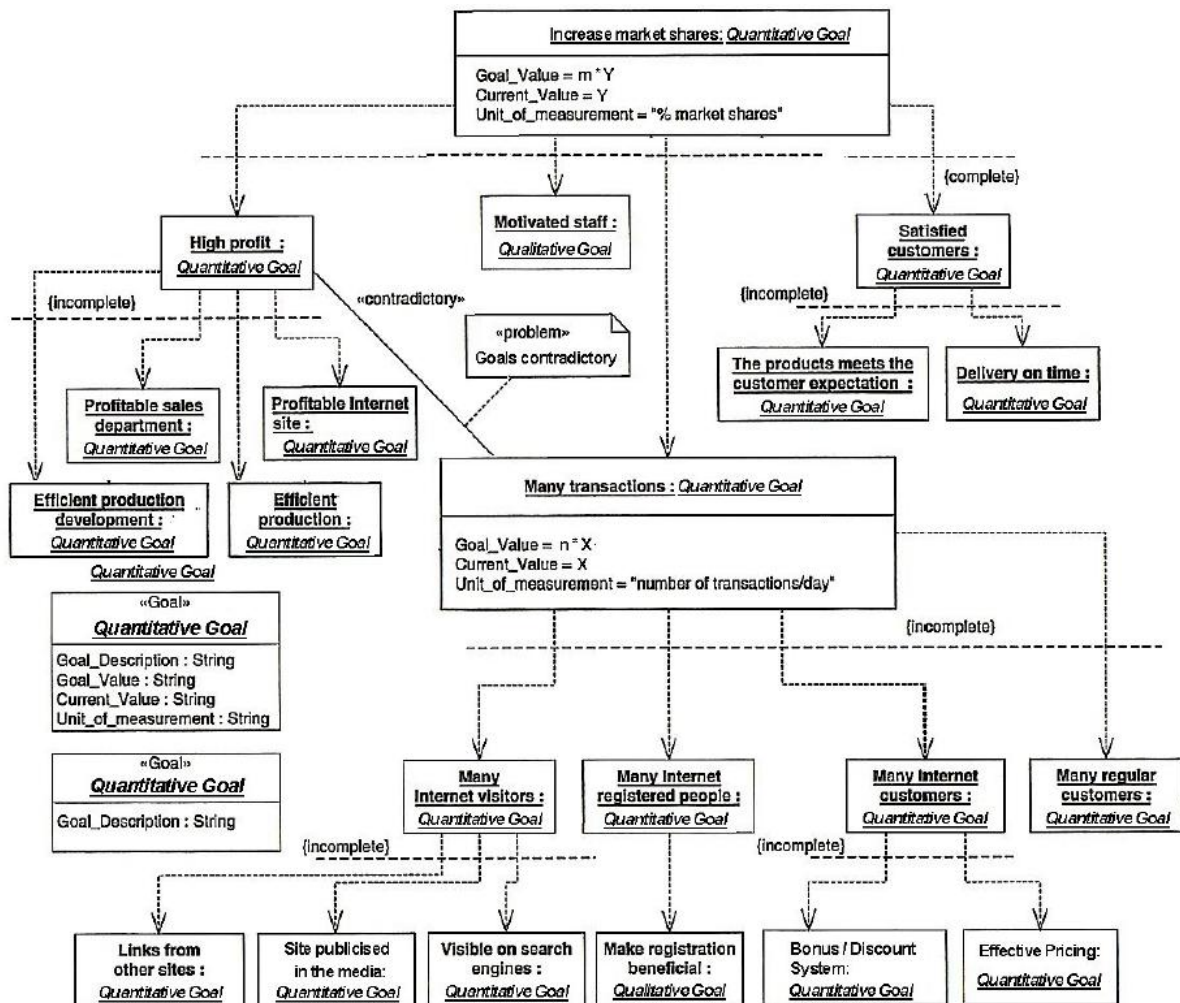 Increase market shares: Quantitative Goal
Goal_Value = m * Y
Current_Value = Y
Unit_of_measurement = "% market shares"
{complete}
High profit :
Quantitative Goal
Motivated staff :
Qualitative Goal
Satisfied
customers :
Quantitative Goal
{incomplete}
«contradictory»
«problem»
Goals contradictory
{incomplete}
The products meets the
customer expectation :
Quantitative Goal
Delivery on time :
Quantitative Goal
Profitable sales
department :
Quantitative Goal
Profitable Internet
site :
Quantitative Goal
Efficient production
development :
Quantitative Goal
Efficient
production :
Quantitative Goal
Many transactions : Quantitative Goal
Goal_Value = n * X
Current_Value = X
Unit_of_measurement = "number of transactions/day"
Quantitative Goal
«Goal»
Quantitative Goal
Goal_Description : String
Goal_Value : String
Current_Value : String
Unit_of_measurement : String
«Goal»
Quantitative Goal
Goal_Description : String
{incomplete}
Many
Internet visitors :
Quantitative Goal
Many Internet
registered people :
Quantitative Goal
Many Internet
customers :
Quantitative Goal
Many regular
customers :
Quantitative Goal
{incomplete}
{incomplete}
Links from
other sites :
Quantitative Goal
Site publicised
in the media:
Quantitative Goal
Visible on search
engines :
Quantitative Goal
Make registration
beneficial :
Qualitative Goal
Bonus / Discount
System:
Quantitative Goal
Effective Pricing:
Quantitative Goal